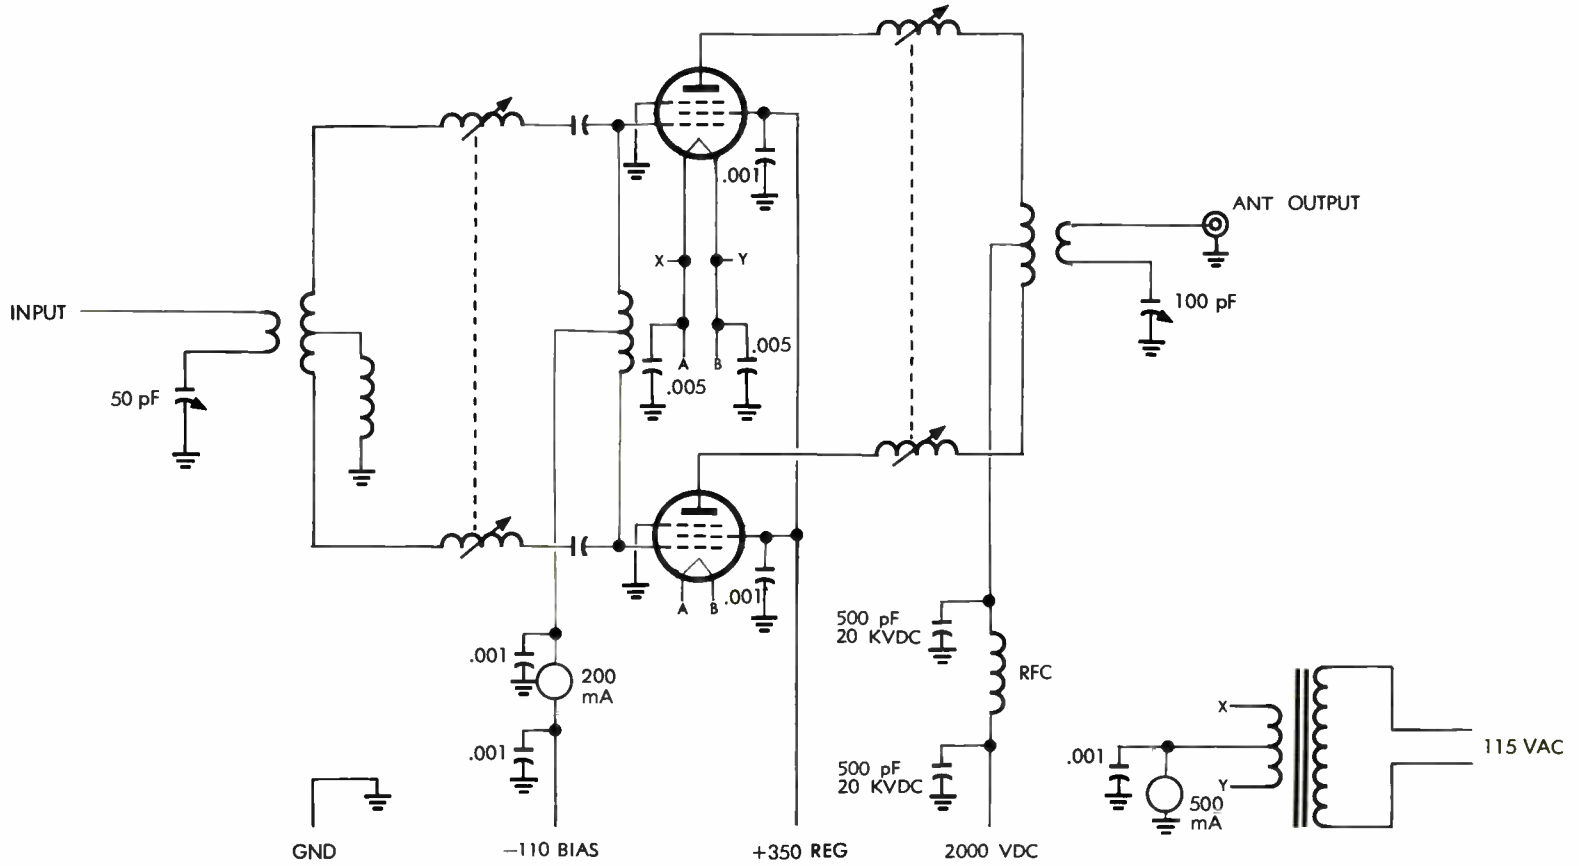 ANT OUTPUT
.001
X
Y
INPUT
100 pF
.005
A
B
.005
50 pF
A
B
.001
500 pF
20 KVDC
.001
200
mA
RFC
X
.001
115 VAC
.001
500 pF
20 KVDC
Y
500
mA
GND
–110 BIAS
+350 REG
2000 VDC